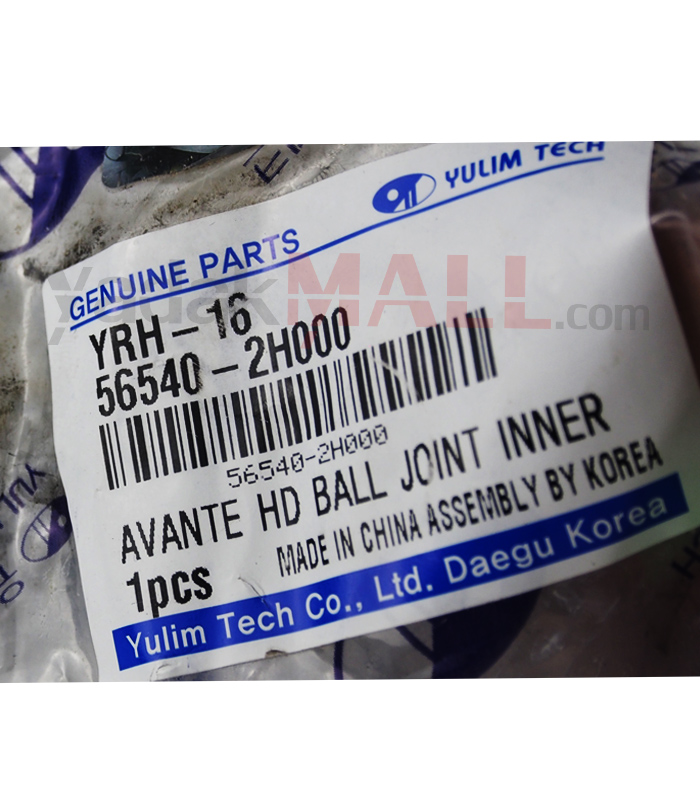 YULIM TECH
GENUINE PARTS
YadakMALL.com
YRH-16
56540-2H000
56540-2H000
AVANTE HD BALL JOINT INNER
MADE IN CHINA ASSEMBLY BY KOREA
1pcs
Yulim Tech Co., Ltd. Daegu Korea